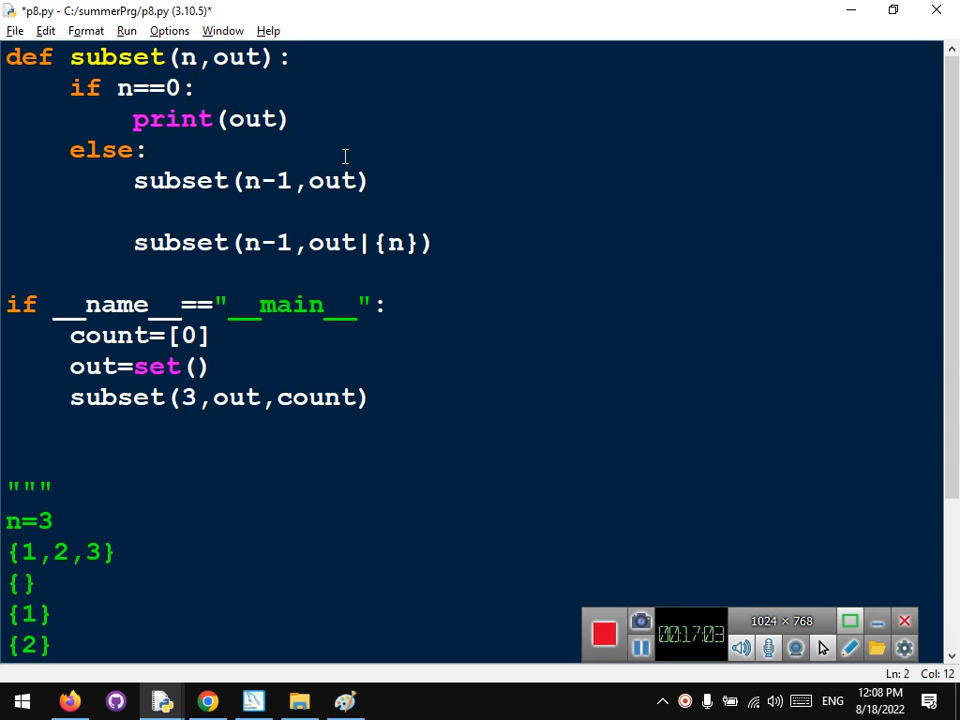 *p8.py - C:/summerPrg/p8.py (3.10.5)*
File Edit Format Run Options Window Help
def subset(n,out):
    if n==0:
        print(out)
    else:
        subset(n-1,out)
        subset(n-1,out|{n})
if __name__=="__main__":
    count=[0]
    out=set()
    subset(3,out,count)
"""
n=3
{1,2,3}
{}
{1}
{2}
00:17:03
1024 × 768
Ln: 2 Col: 12
ENG
12:08 PM
8/18/2022